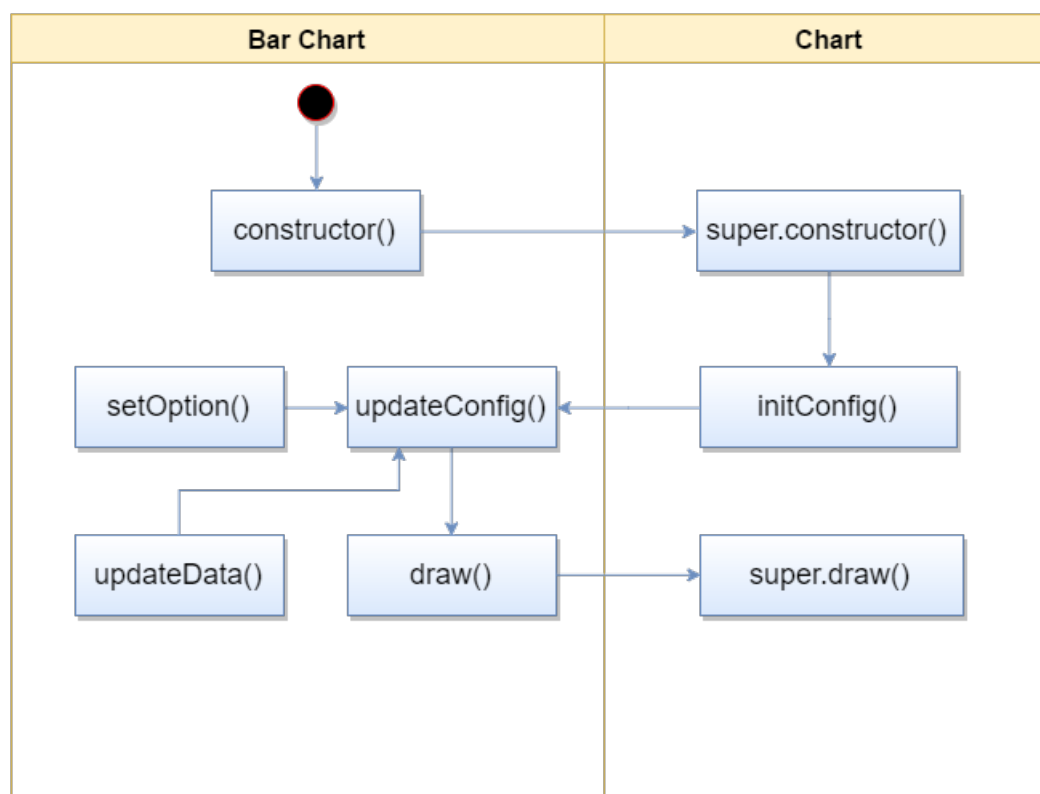 Bar Chart
Chart
constructor()
super.constructor()
setOption()
updateConfig()
initConfig()
updateData()
draw()
super.draw()